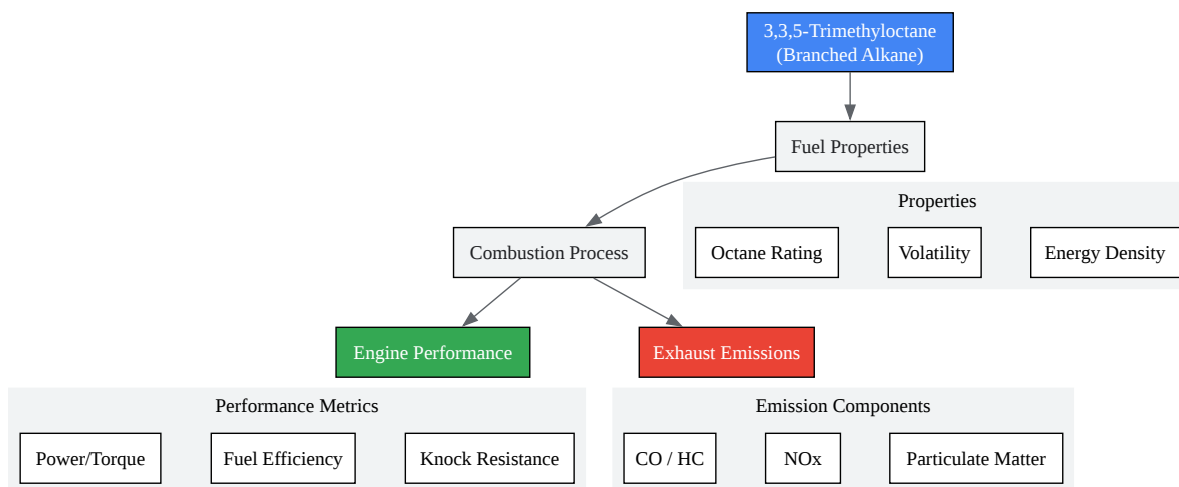 3,3,5-Trimethyloctane
(Branched Alkane)
Fuel Properties
Properties
Octane Rating
Volatility
Energy Density
Combustion Process
Engine Performance
Exhaust Emissions
Performance Metrics
Power/Torque
Fuel Efficiency
Knock Resistance
Emission Components
CO / HC
NOx
Particulate Matter